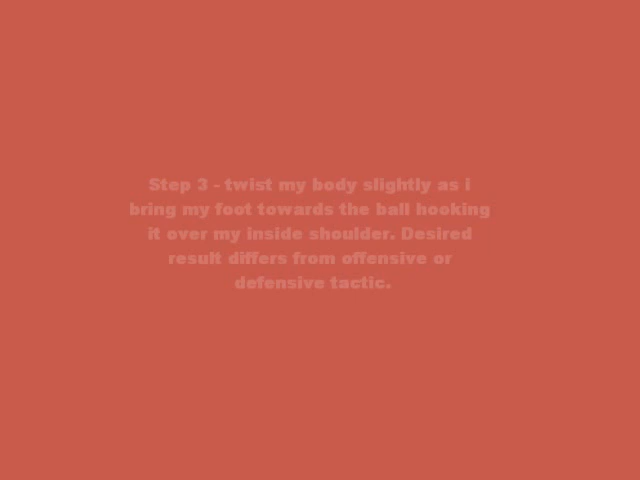 Step 3 - twist my body slightly as i
bring my foot towards the ball hooking
it over my inside shoulder. Desired
result differs from offensive or
defensive tactic.